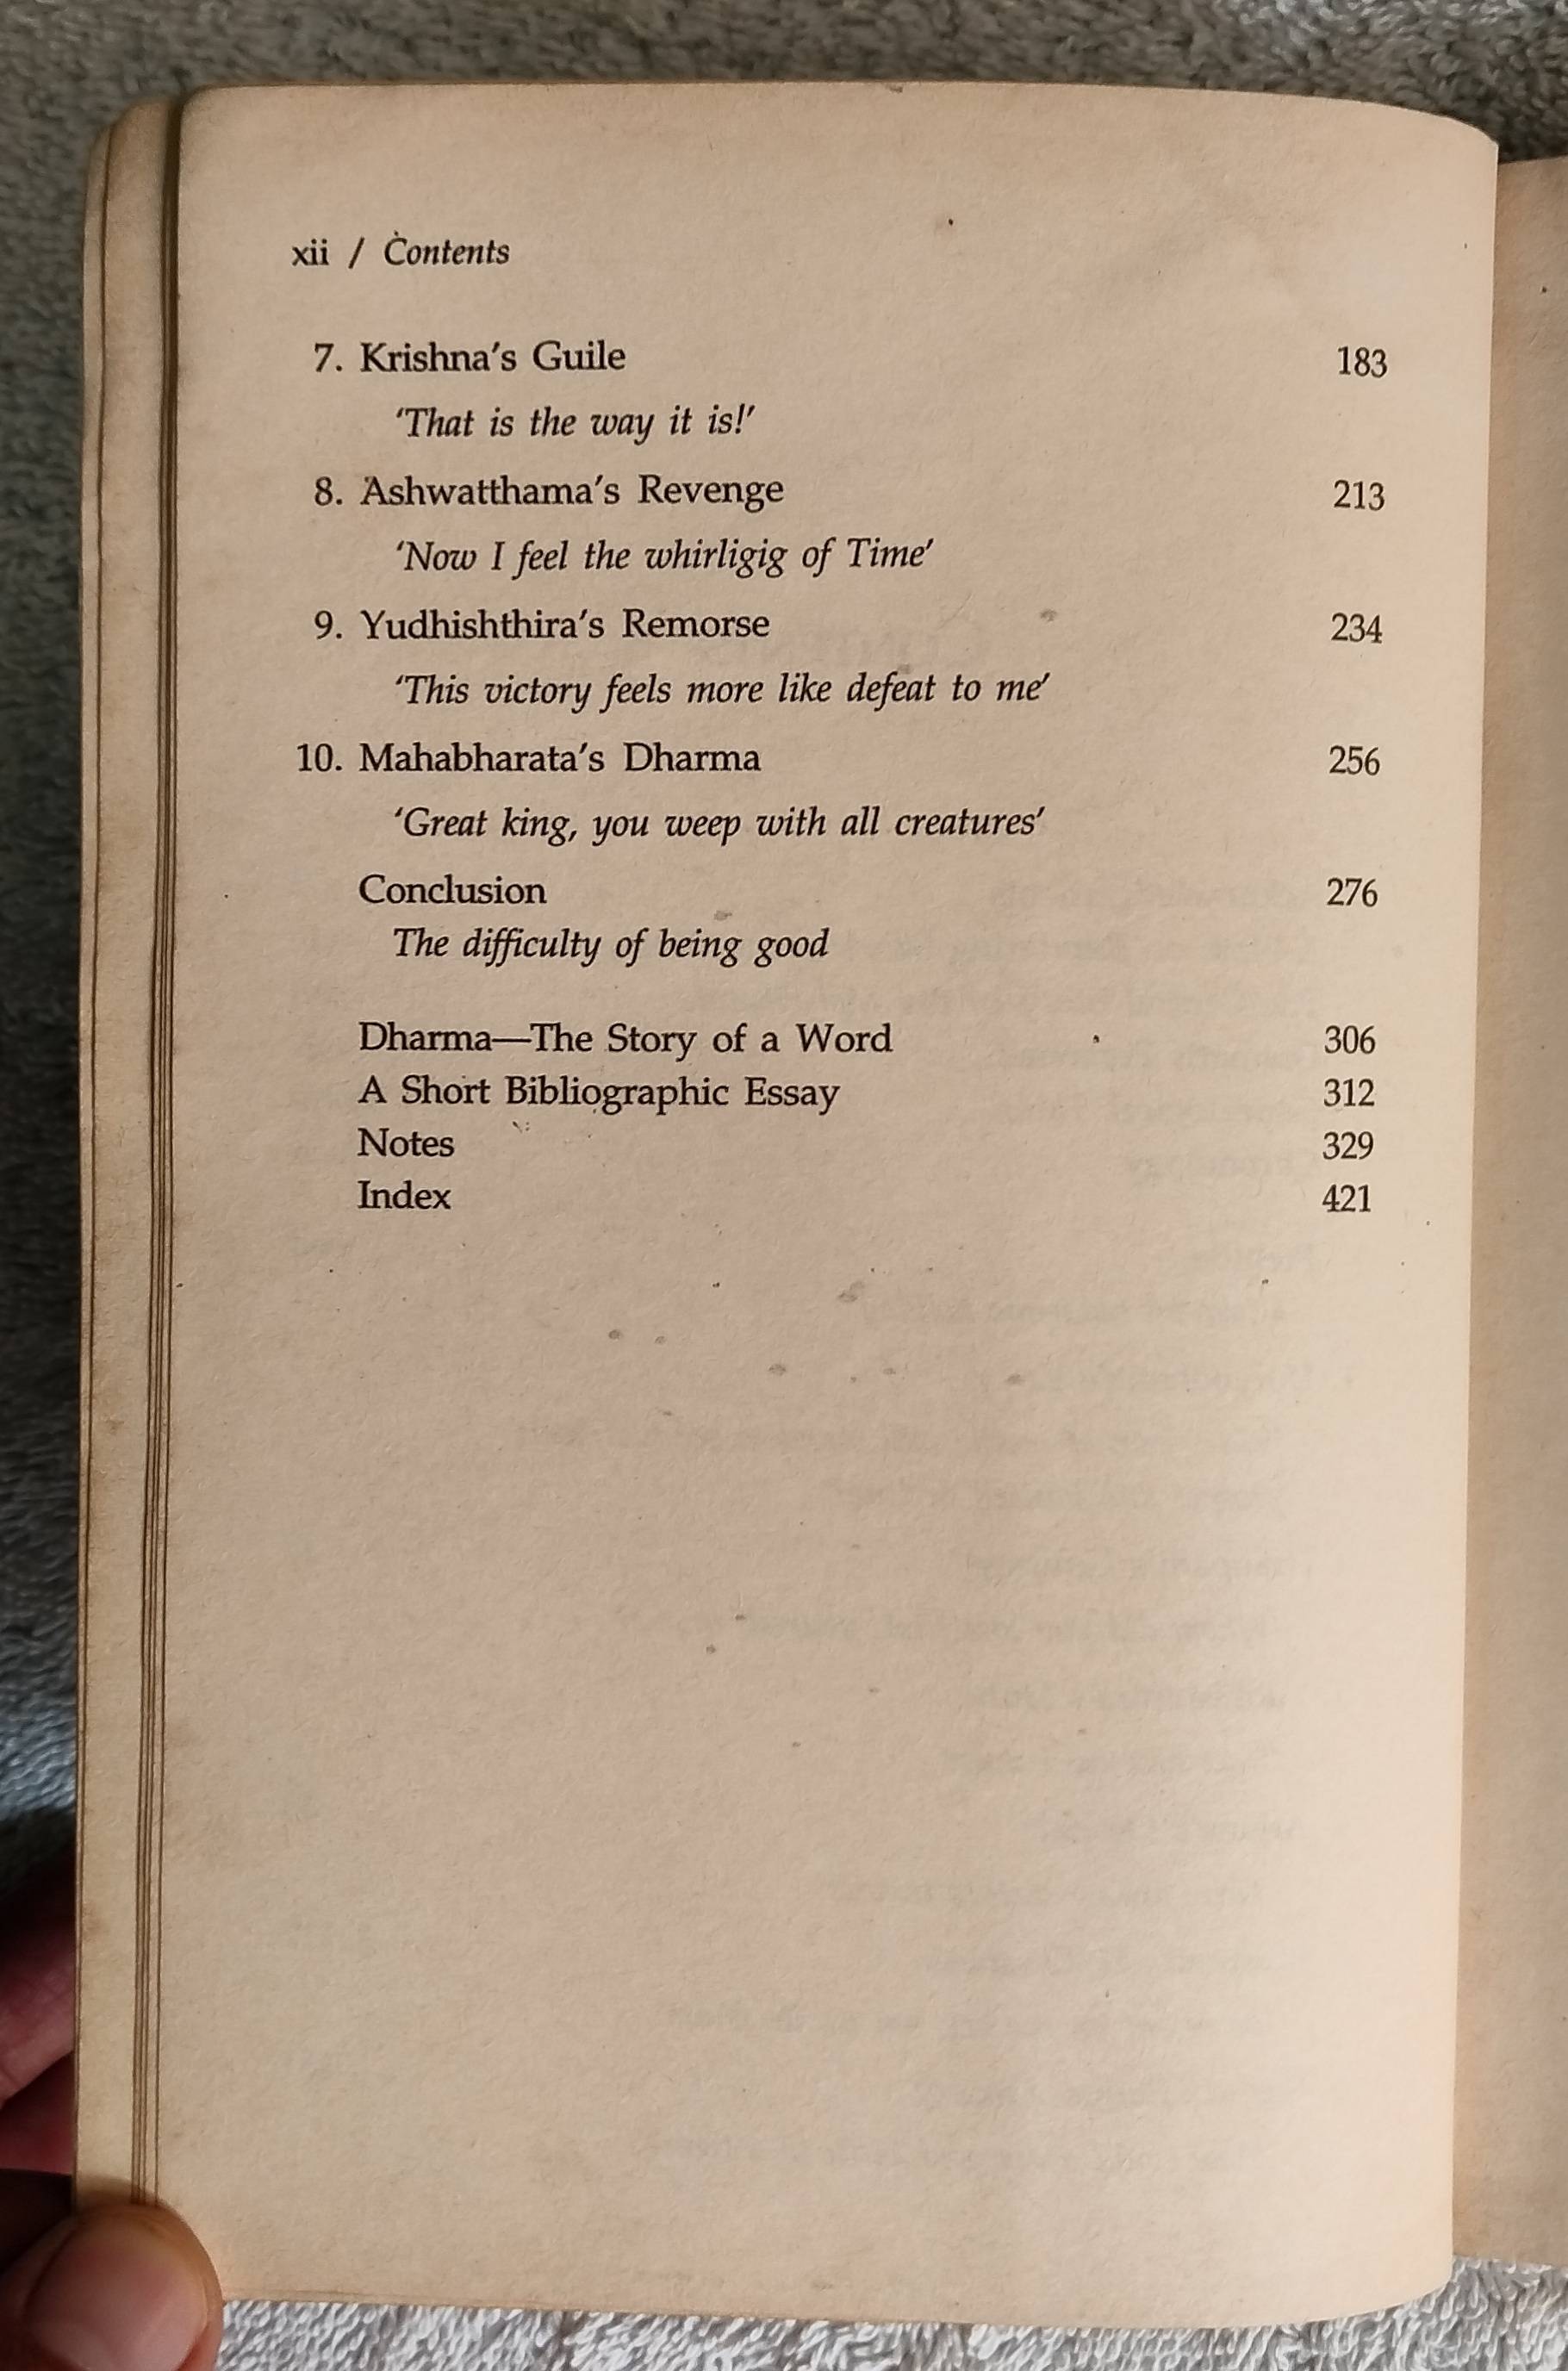 xii / Contents
7. Krishna's Guile 183
'That is the way it is!'
8. Ashwatthama's Revenge 213
'Now I feel the whirligig of Time'
9. Yudhishthira's Remorse 234
'This victory feels more like defeat to me'
10. Mahabharata's Dharma 256
'Great king, you weep with all creatures'
Conclusion 276
The difficulty of being good
Dharma—The Story of a Word 306
A Short Bibliographic Essay 312
Notes 329
Index 421